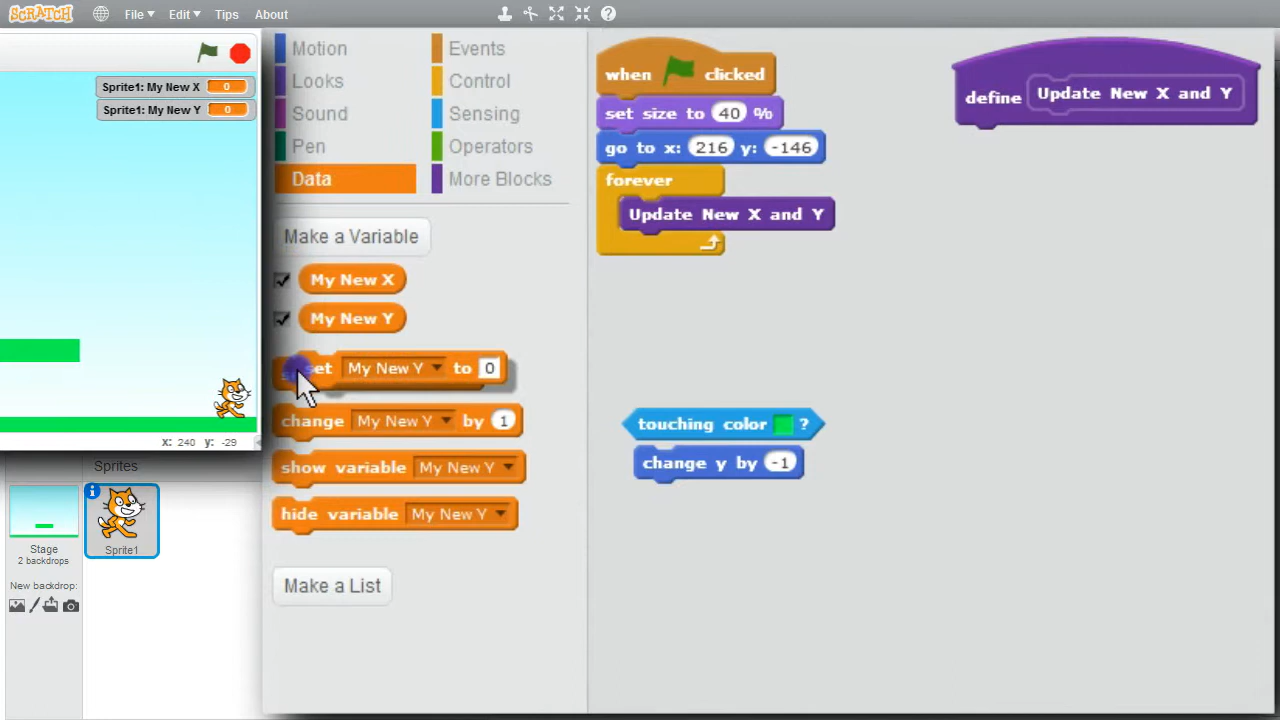 SCRATCH File Edit Tips About
Sprite1: My New X 0
Sprite1: My New Y 0
x: 240 y: -29
Sprites
Stage
2 backdrops
New backdrop:
Sprite1
Motion Events
Looks Control
Sound Sensing
Pen Operators
Data More Blocks
Make a Variable
My New X
My New Y
set My New Y to 0
change My New Y by 1
show variable My New Y
hide variable My New Y
Make a List
when clicked
set size to 40 %
go to x: 216 y: -146
forever
Update New X and Y
define Update New X and Y
touching color ?
change y by -1